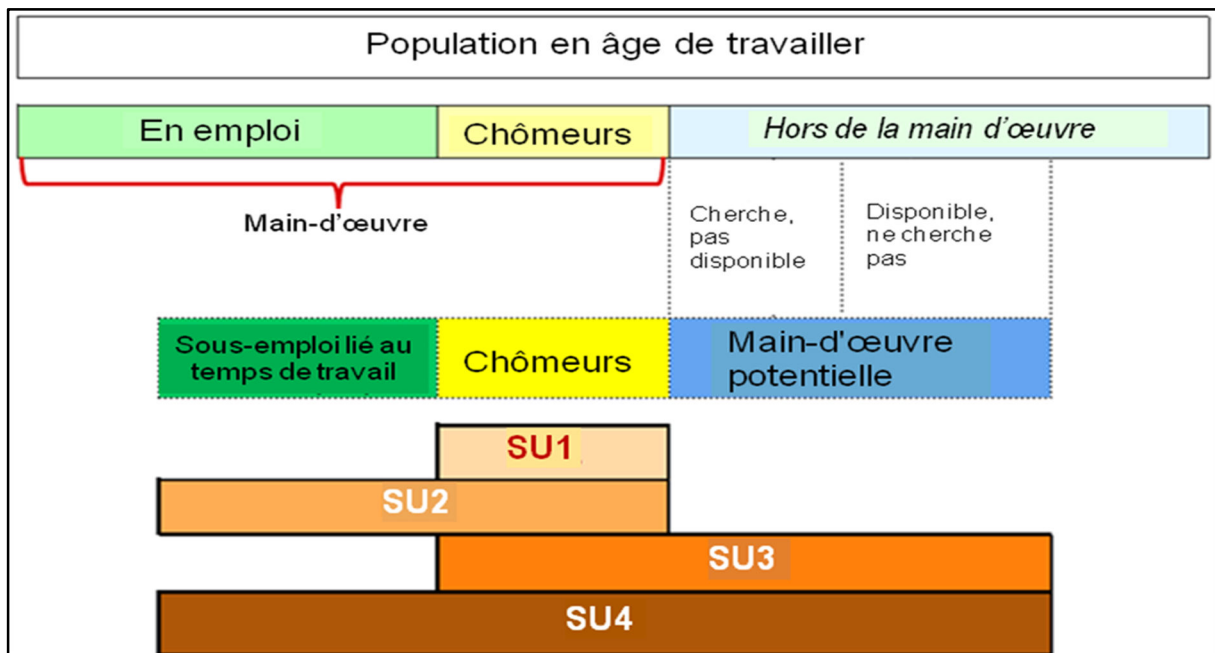 Population en âge de travailler
En emploi
Chômeurs
Hors de la main d'œuvre
Main-d'œuvre
Cherche,
pas
disponible
Disponible,
ne cherche
pas
Sous-emploi lié au
temps de travail
Chômeurs
Main-d'œuvre
potentielle
SU1
SU2
SU3
SU4